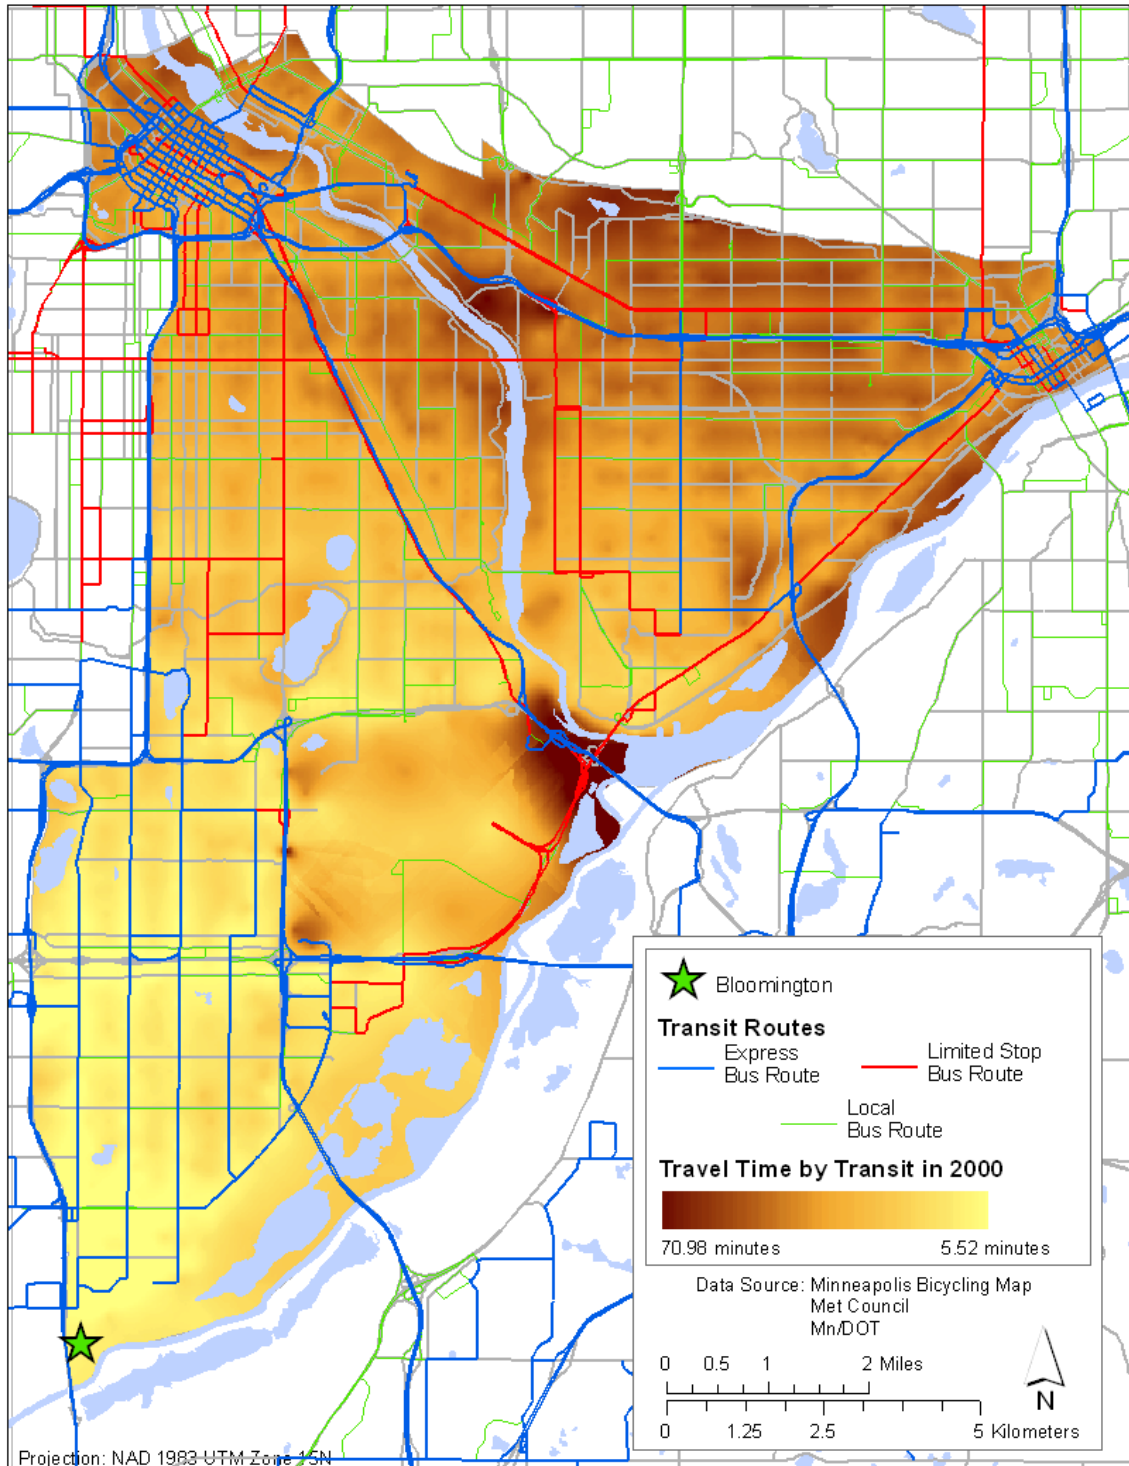 Bloomington
Transit Routes
Express
Bus Route
Limited Stop
Bus Route
Local
Bus Route
Travel Time by Transit in 2000
70.98 minutes 5.52 minutes
Data Source: Minneapolis Bicycling Map
Met Council
Mn/DOT
0 0.5 1 2 Miles
0 1.25 2.5 5 Kilometers
N
Projection: NAD 1983 UTM Zone 15N